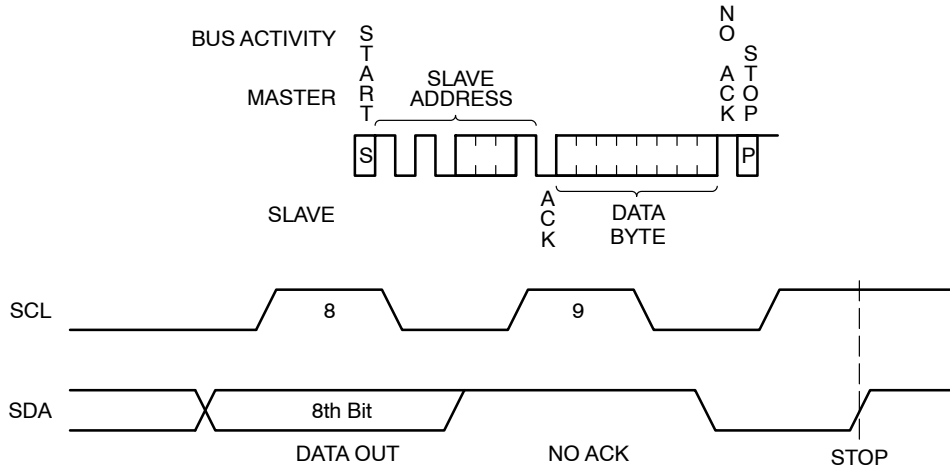 BUS ACTIVITY
MASTER
START
SLAVE
ADDRESS
NO ACK
STOP
S
P
SLAVE
ACK
DATA
BYTE
SCL
8
9
SDA
8th Bit
DATA OUT
NO ACK
STOP